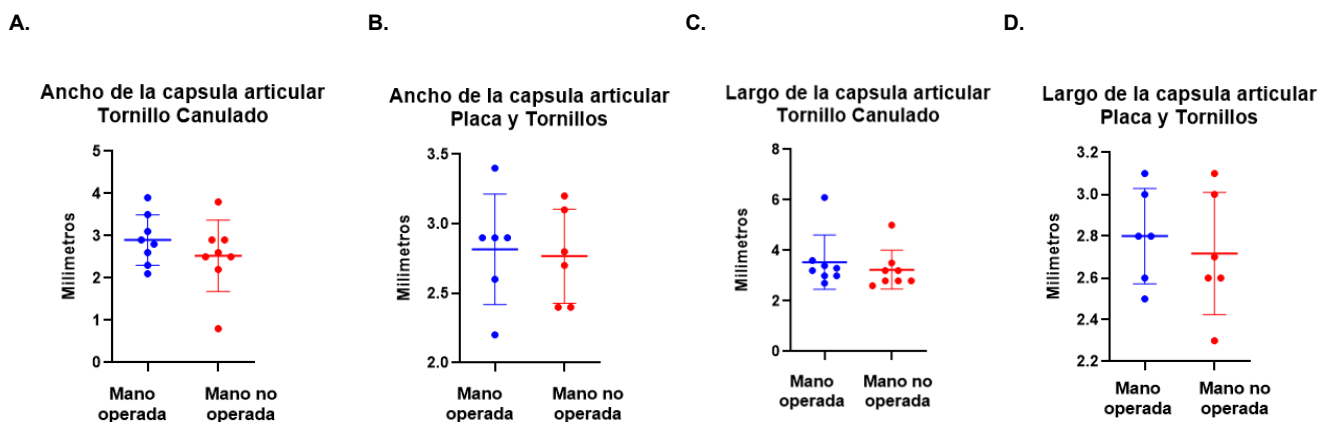 A.
Ancho de la capsula articular
Tornillo Canulado
5
4
3
2
1
0
Milimetros
Mano
operada
Mano no
operada
B.
Ancho de la capsula articular
Placa y Tornillos
3.5
3.0
2.5
2.0
Milimetros
Mano
operada
Mano no
operada
C.
Largo de la capsula articular
Tornillo Canulado
8
6
4
2
0
Milimetros
Mano
operada
Mano no
operada
D.
Largo de la capsula articular
Placa y Tornillos
3.2
3.0
2.8
2.6
2.4
2.2
Milimetros
Mano
operada
Mano no
operada